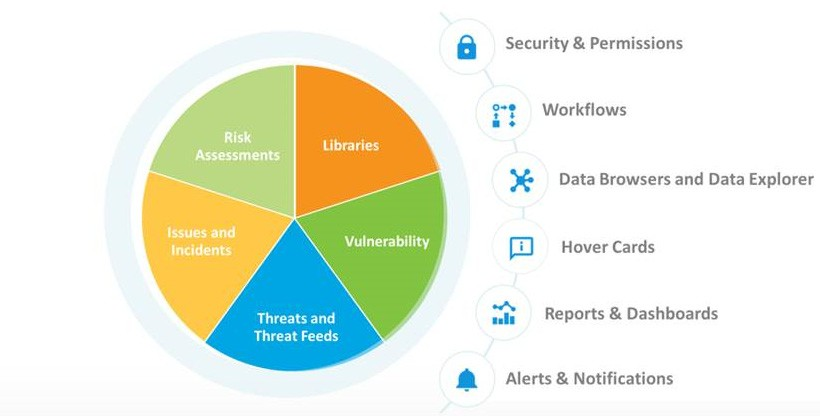 Risk
Assessments
Libraries
Issues and
Incidents
Vulnerability
Threats and
Threat Feeds
Security & Permissions
Workflows
Data Browsers and Data Explorer
Hover Cards
Reports & Dashboards
Alerts & Notifications